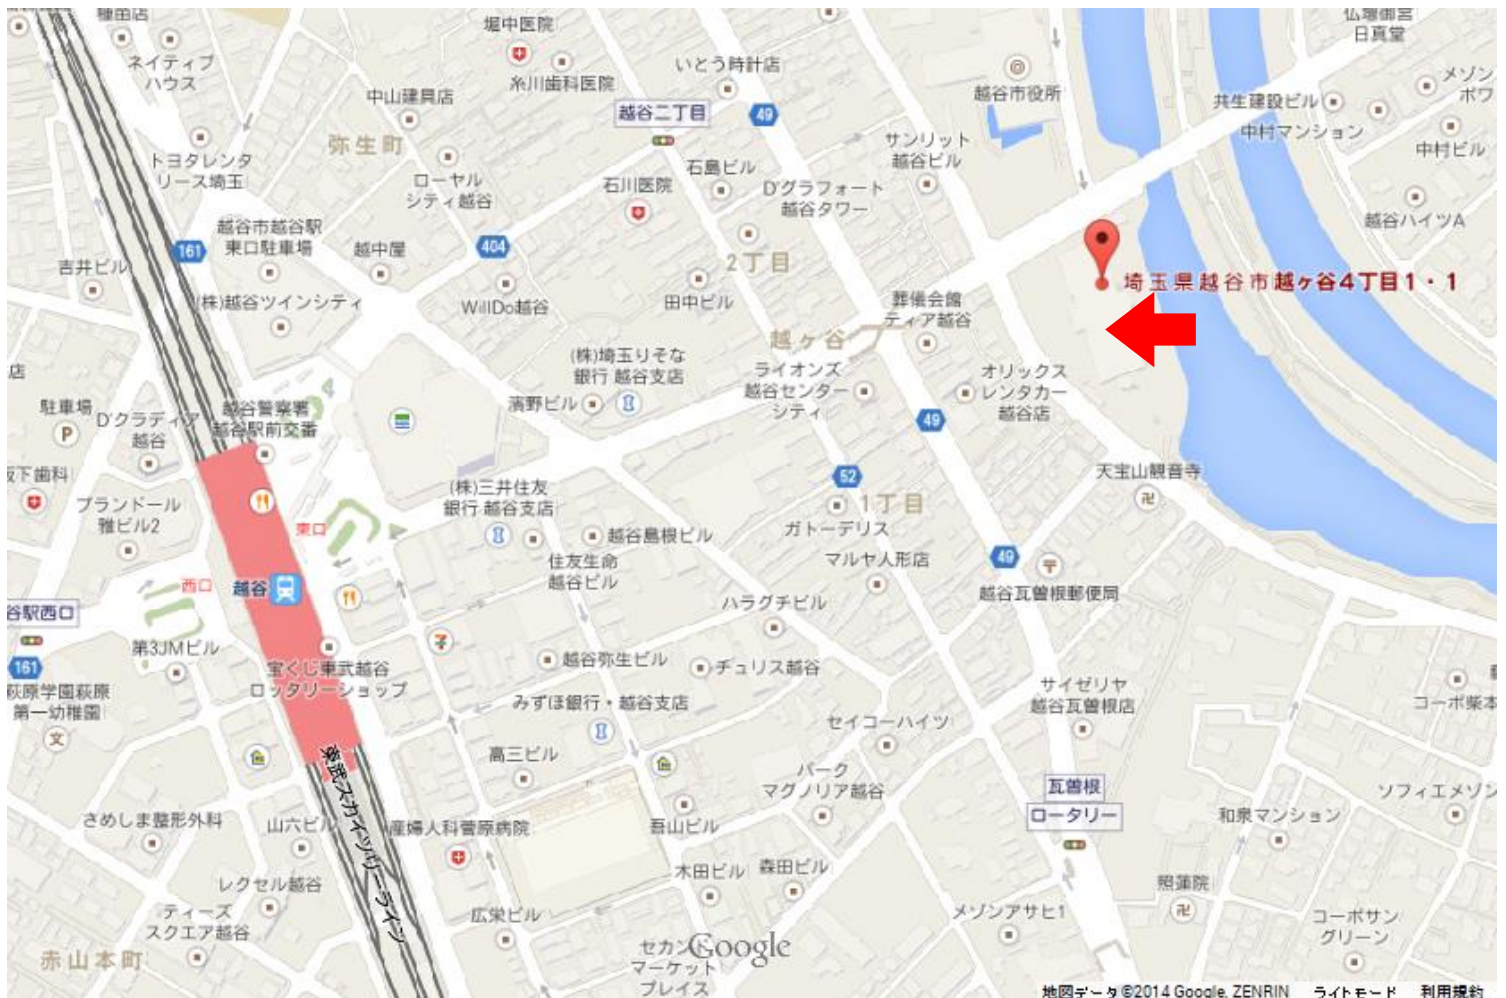 種田店
ネイティブ
ハウス
堀中医院
糸川歯科医院
いとう時計店
越谷市役所
仏壇御宮
日真堂
メゾン
ポワ
共生建設ビル
中村マンション
中村ビル
中山建具店
越谷二丁目
49
サンリット
越谷ビル
弥生町
トヨタレンタ
リース埼玉
ローヤル
シティ越谷
石島ビル
石川医院
D'グラフォート
越谷タワー
越谷ハイツA
越谷市越谷駅
東口駐車場
161
越中屋
404
2丁目
吉井ビル
(株)越谷ツインシティ
WillDo越谷
田中ビル
葬儀会館
ティア越谷
埼玉県越谷市越ヶ谷4丁目1・1
越ヶ谷
(株)埼玉りそな
銀行 越谷支店
ライオンズ
越谷センター
シティ
オリックス
レンタカー
越谷店
店
駐車場
P
D'クラディア
越谷
越谷警察署
越谷駅前交番
濱野ビル
49
下歯科
ブランドール
雅ビル2
(株)三井住友
銀行 越谷支店
52
1丁目
天宝山観音寺
東口
越谷島根ビル
ガトーデリス
住友生命
越谷ビル
マルヤ人形店
49
越谷瓦曽根郵便局
西口
越谷
谷駅西口
ハラグチビル
第3JMビル
161
宝くじ東武越谷
ロッタリーショップ
越谷弥生ビル
チュリス越谷
サイゼリヤ
越谷瓦曽根店
萩原学園萩原
第一幼稚園
文
みずほ銀行・越谷支店
セイコーハイツ
コーポ柴本
高三ビル
パーク
マグノリア越谷
瓦曽根
ロータリー
ソフィエメゾン
和泉マンション
東武スカイツリーライン
さめしま整形外科
山六ビル
産婦人科菅原病院
吾山ビル
木田ビル
森田ビル
照蓮院
レクセル越谷
ティーズ
スクエア越谷
広栄ビル
メゾンアサヒ1
コーポサン
グリーン
赤山本町
セカンド
マーケット
プレイス
Google
地図データ©2014 Google, ZENRIN ライトモード 利用規約